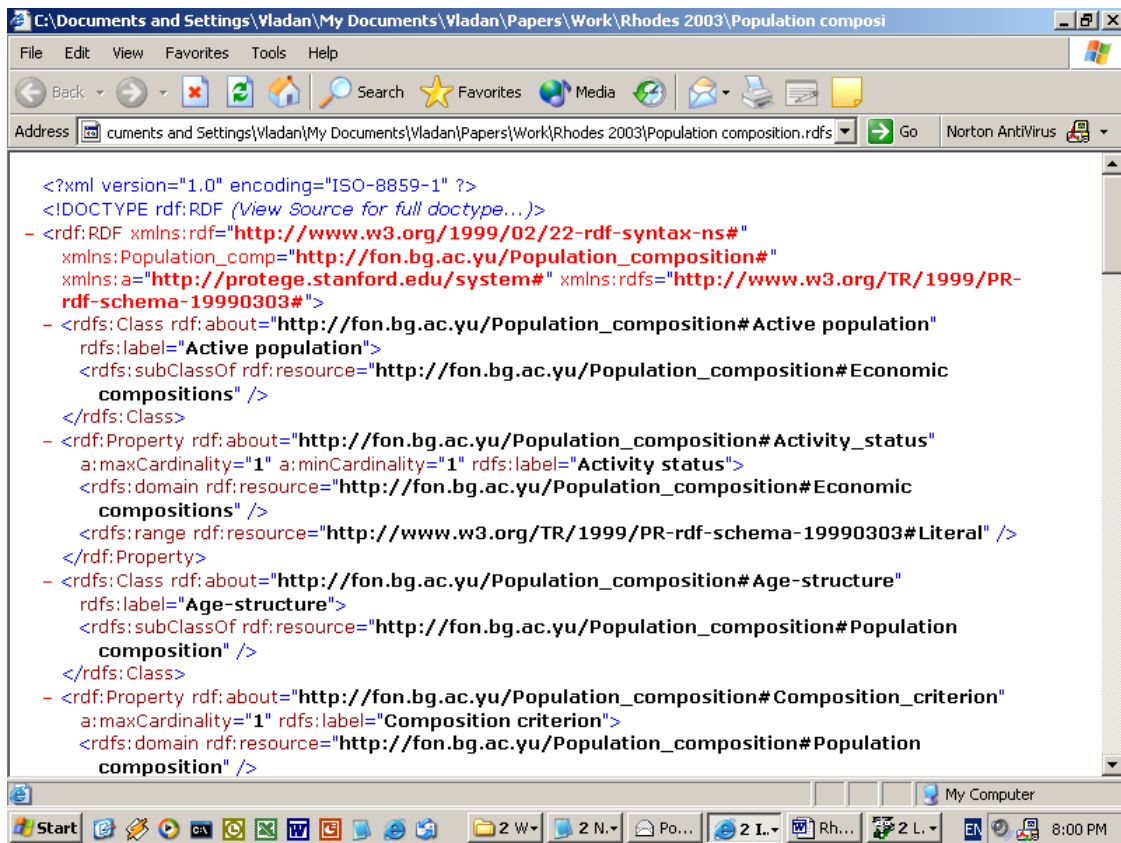 C:\Documents and Settings\Vladan\My Documents\Vladan\Papers\Work\Rhodes 2003\Population composi
File Edit View Favorites Tools Help
Back Search Favorites Media
Address cuments and Settings\Vladan\My Documents\Vladan\Papers\Work\Rhodes 2003\Population composition.rdfs Go Norton AntiVirus
<?xml version="1.0" encoding="ISO-8859-1" ?>
<!DOCTYPE rdf:RDF (View Source for full doctype...)>
- <rdf:RDF xmlns:rdf="http://www.w3.org/1999/02/22-rdf-syntax-ns#"
xmlns:Population_comp="http://fon.bg.ac.yu/Population_composition#"
xmlns:a="http://protege.stanford.edu/system#" xmlns:rdfs="http://www.w3.org/TR/1999/PR-
rdf-schema-19990303#">
- <rdfs:Class rdf:about="http://fon.bg.ac.yu/Population_composition#Active population"
rdfs:label="Active population">
<rdfs:subClassOf rdf:resource="http://fon.bg.ac.yu/Population_composition#Economic
compositions" />
</rdfs:Class>
- <rdf:Property rdf:about="http://fon.bg.ac.yu/Population_composition#Activity_status"
a:maxCardinality="1" a:minCardinality="1" rdfs:label="Activity status">
<rdfs:domain rdf:resource="http://fon.bg.ac.yu/Population_composition#Economic
compositions" />
<rdfs:range rdf:resource="http://www.w3.org/TR/1999/PR-rdf-schema-19990303#Literal" />
</rdf:Property>
- <rdfs:Class rdf:about="http://fon.bg.ac.yu/Population_composition#Age-structure"
rdfs:label="Age-structure">
<rdfs:subClassOf rdf:resource="http://fon.bg.ac.yu/Population_composition#Population
composition" />
</rdfs:Class>
- <rdf:Property rdf:about="http://fon.bg.ac.yu/Population_composition#Composition_criterion"
a:maxCardinality="1" rdfs:label="Composition criterion">
<rdfs:domain rdf:resource="http://fon.bg.ac.yu/Population_composition#Population
composition" />
My Computer
Start 2 W 2 N. Po... 2 I.. Rh... 2 L. EN 8:00 PM